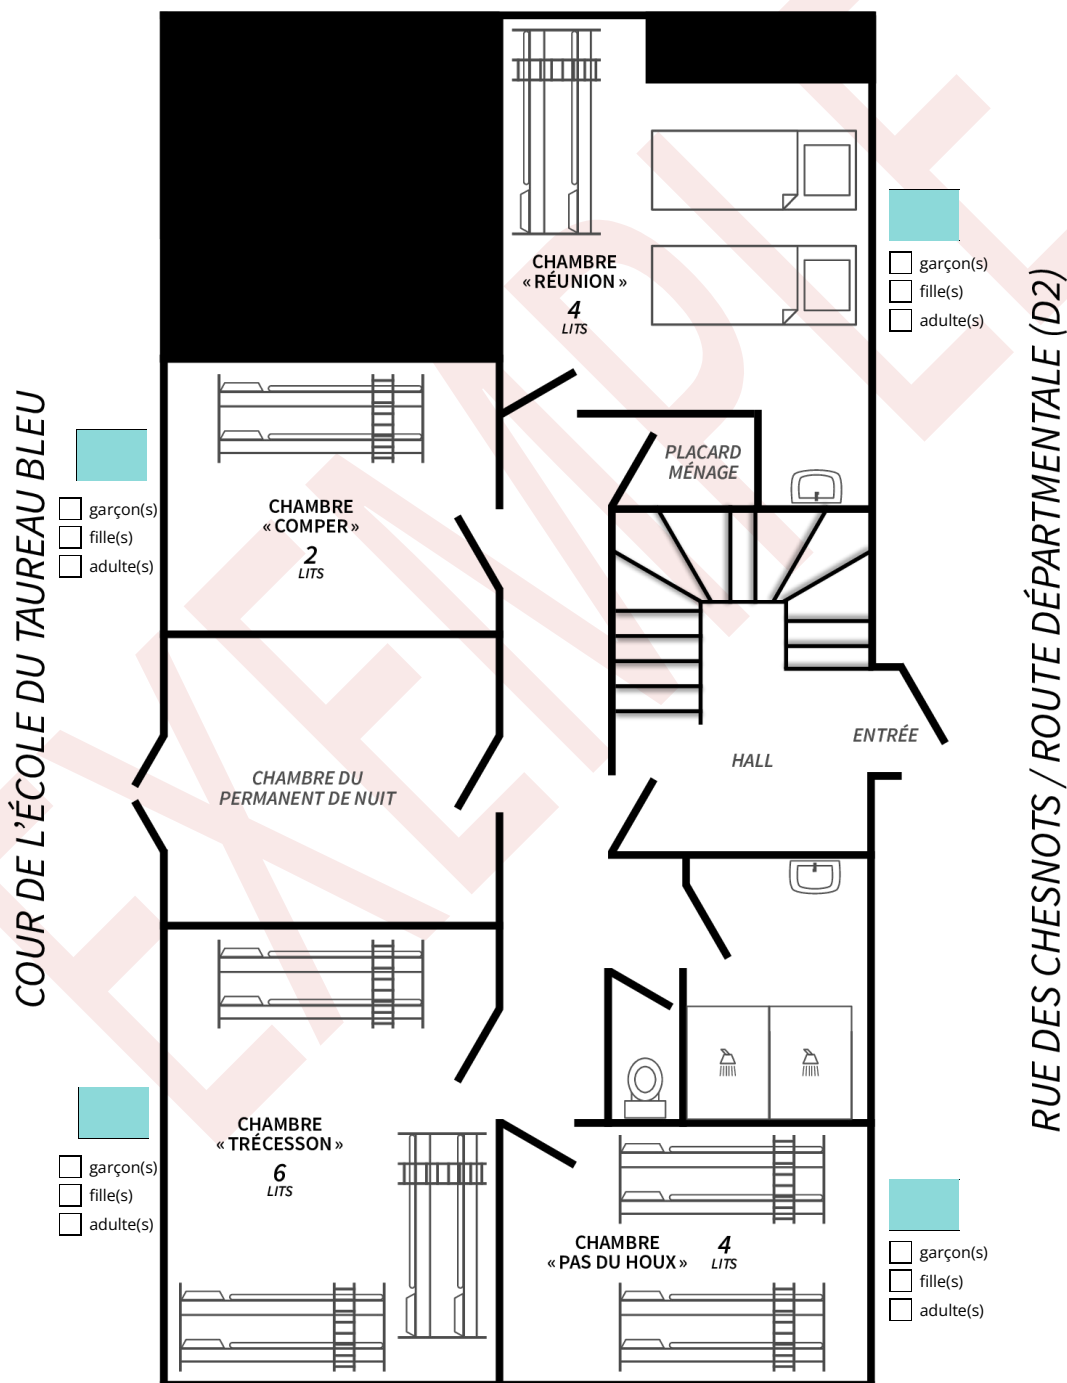 CHAMBRE
« RÉUNION »
4
LITS
garçon(s)
fille(s)
adulte(s)
RUE DES CHESNOTS / ROUTE DÉPARTMENTALE (D2)
COUR DE L’ÉCOLE DU TAUREAU BLEU
garçon(s)
fille(s)
adulte(s)
CHAMBRE
« COMPER »
2
LITS
PLACARD
MÉNAGE
ENTRÉE
HALL
CHAMBRE DU
PERMANENT DE NUIT
CHAMBRE
« TRÉCESSON »
6
LITS
garçon(s)
fille(s)
adulte(s)
CHAMBRE
« PAS DU HOUX »
4
LITS
garçon(s)
fille(s)
adulte(s)
EXEMPLE